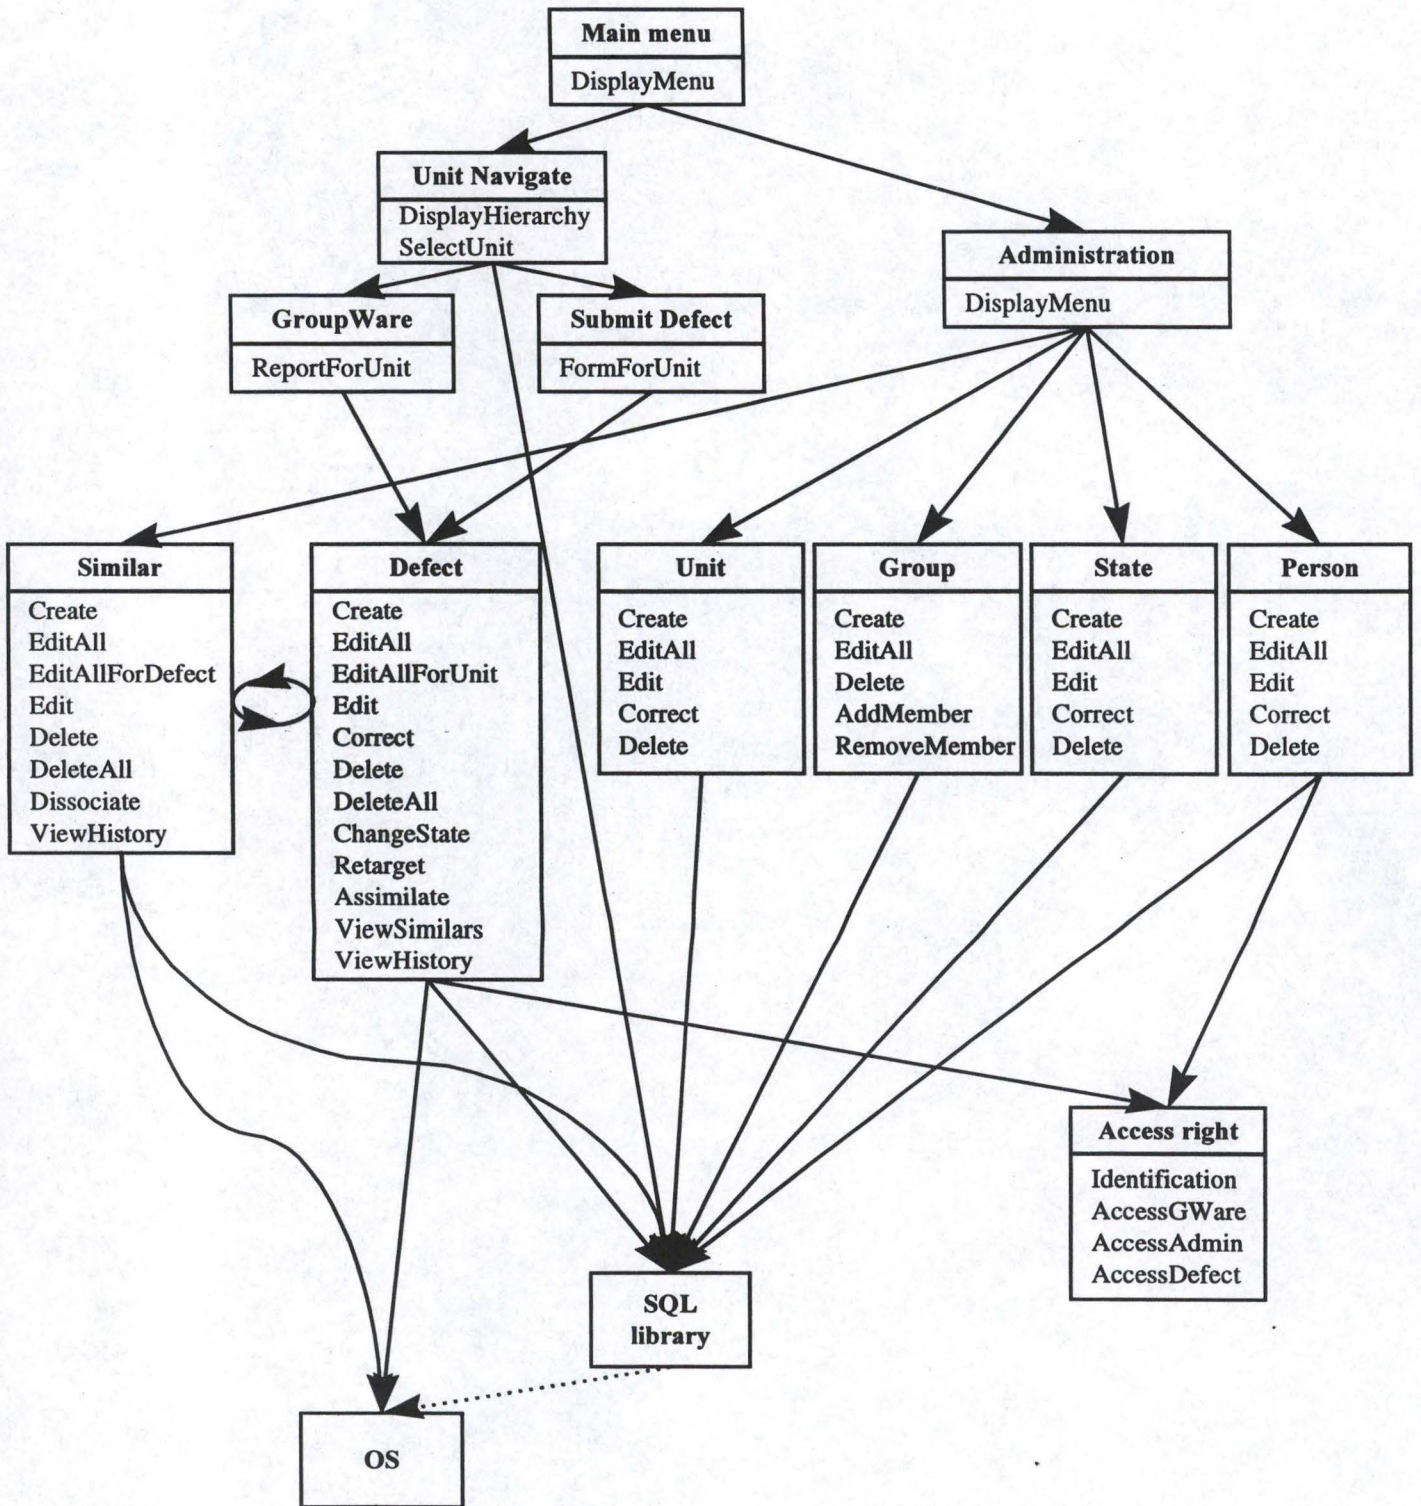 Main menu
DisplayMenu
Unit Navigate
DisplayHierarchy
SelectUnit
Administration
DisplayMenu
GroupWare
ReportForUnit
Submit Defect
FormForUnit
Similar
Create
EditAll
EditAllForDefect
Edit
Delete
DeleteAll
Dissociate
ViewHistory
Defect
Create
EditAll
EditAllForUnit
Edit
Correct
Delete
DeleteAll
ChangeState
Retarget
Assimilate
ViewSimilars
ViewHistory
Unit
Create
EditAll
Edit
Correct
Delete
Group
Create
EditAll
Delete
AddMember
RemoveMember
State
Create
EditAll
Edit
Correct
Delete
Person
Create
EditAll
Edit
Correct
Delete
Access right
Identification
AccessGWare
AccessAdmin
AccessDefect
SQL
library
OS